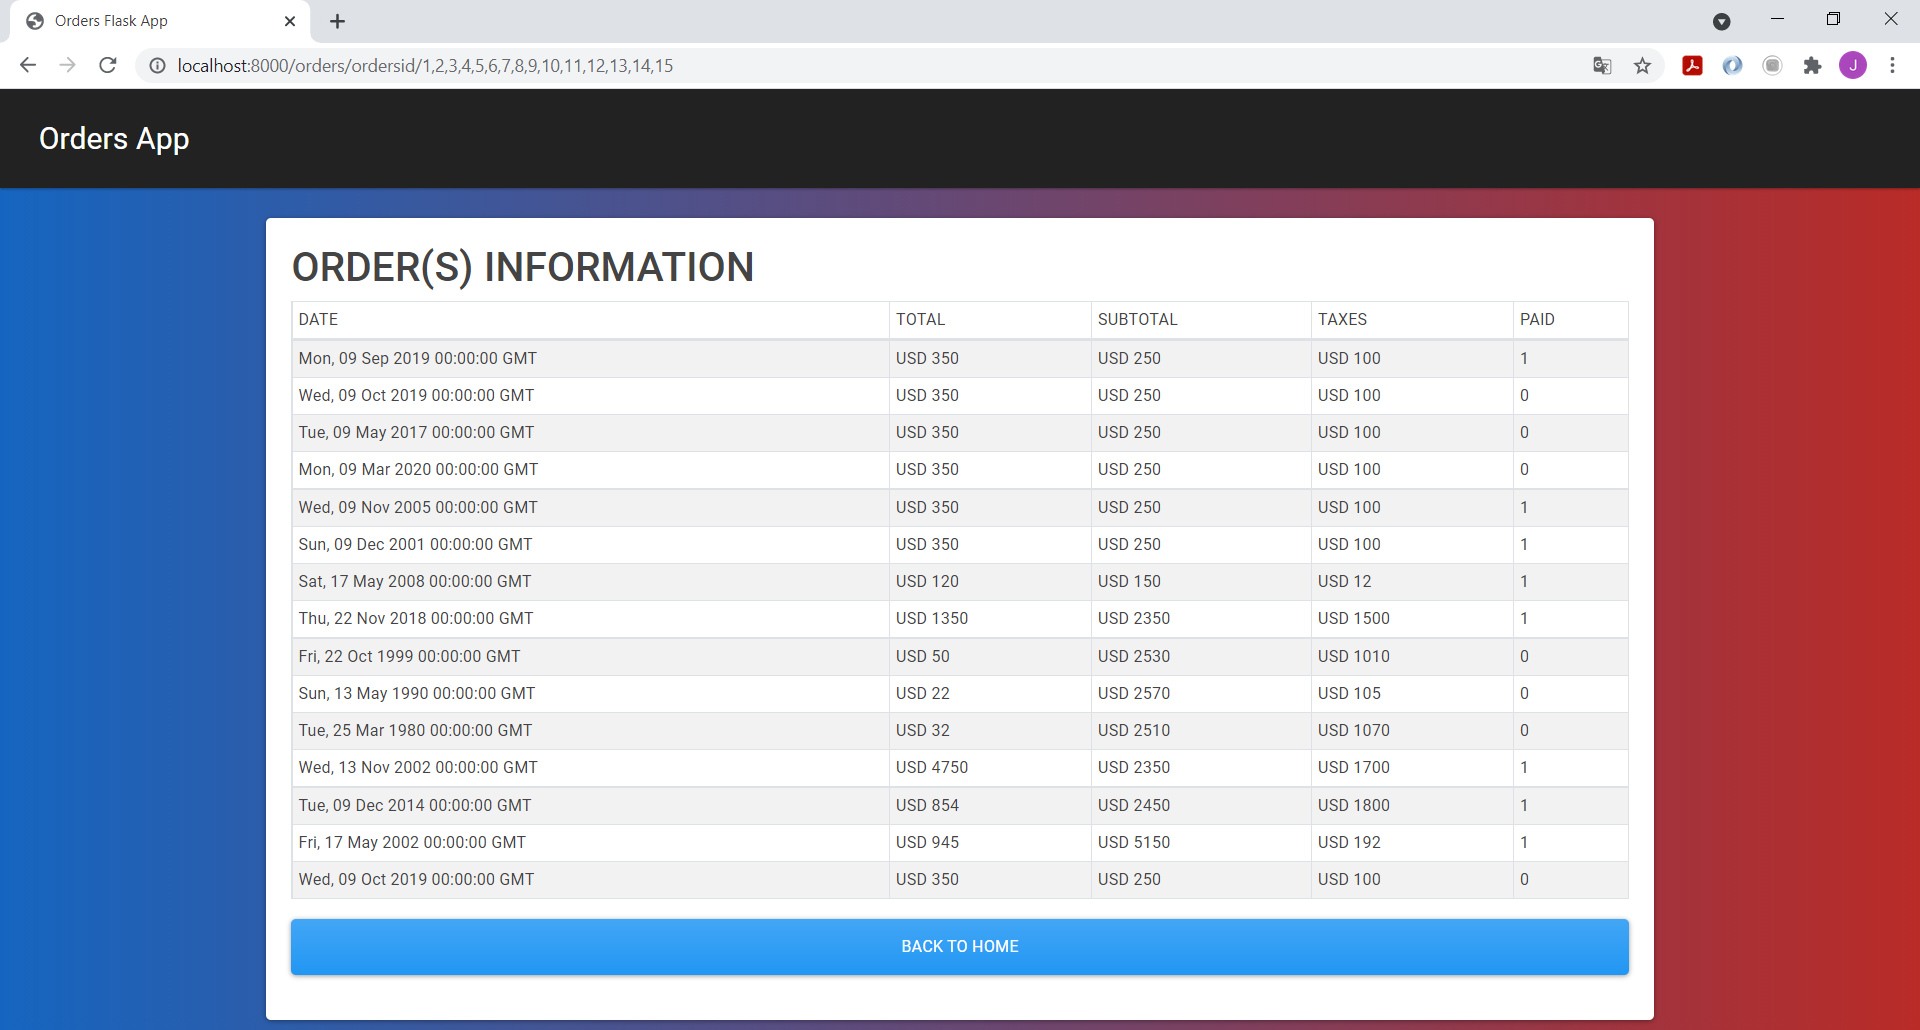 Orders Flask App
localhost:8000/orders/ordersid/1,2,3,4,5,6,7,8,9,10,11,12,13,14,15
J
Orders App
ORDER(S) INFORMATION
DATE TOTAL SUBTOTAL TAXES PAID
Mon, 09 Sep 2019 00:00:00 GMT USD 350 USD 250 USD 100 1
Wed, 09 Oct 2019 00:00:00 GMT USD 350 USD 250 USD 100 0
Tue, 09 May 2017 00:00:00 GMT USD 350 USD 250 USD 100 0
Mon, 09 Mar 2020 00:00:00 GMT USD 350 USD 250 USD 100 0
Wed, 09 Nov 2005 00:00:00 GMT USD 350 USD 250 USD 100 1
Sun, 09 Dec 2001 00:00:00 GMT USD 350 USD 250 USD 100 1
Sat, 17 May 2008 00:00:00 GMT USD 120 USD 150 USD 12 1
Thu, 22 Nov 2018 00:00:00 GMT USD 1350 USD 2350 USD 1500 1
Fri, 22 Oct 1999 00:00:00 GMT USD 50 USD 2530 USD 1010 0
Sun, 13 May 1990 00:00:00 GMT USD 22 USD 2570 USD 105 0
Tue, 25 Mar 1980 00:00:00 GMT USD 32 USD 2510 USD 1070 0
Wed, 13 Nov 2002 00:00:00 GMT USD 4750 USD 2350 USD 1700 1
Tue, 09 Dec 2014 00:00:00 GMT USD 854 USD 2450 USD 1800 1
Fri, 17 May 2002 00:00:00 GMT USD 945 USD 5150 USD 192 1
Wed, 09 Oct 2019 00:00:00 GMT USD 350 USD 250 USD 100 0
BACK TO HOME